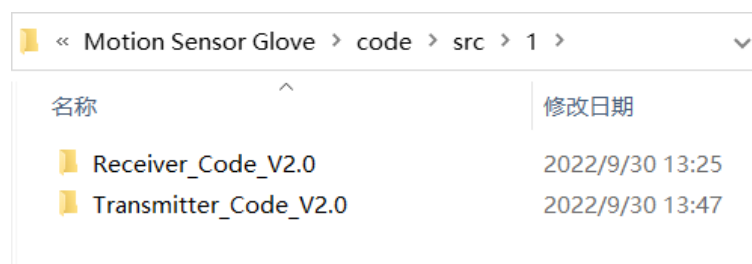 « Motion Sensor Glove > code > src > 1 >
名称 修改日期
Receiver_Code_V2.0 2022/9/30 13:25
Transmitter_Code_V2.0 2022/9/30 13:47